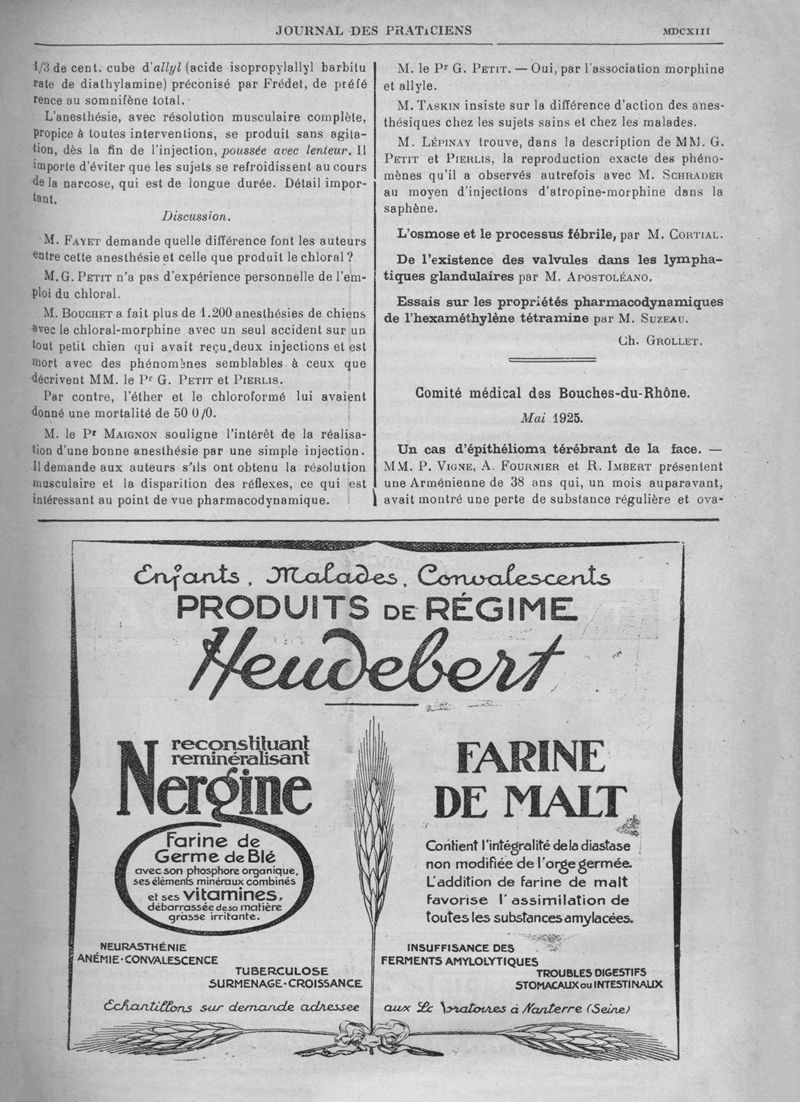 JOURNAL DES PRATICIENS
MDCXIII
1/3 de cent. cube d'allyl (acide isopropylallyl barbitu
rate de diathylamine) préconisé par Frédet, de préfé
rence au somnifène total.
L'anesthésie, avec résolution musculaire complète,
propice à toutes interventions, se produit sans agita-
tion, dès la fin de l'injection, poussée avec lenteur. Il
importe d'éviter que les sujets se refroidissent au cours
de la narcose, qui est de longue durée. Détail impor-
tant.
Discussion.
M. FAYET demande quelle différence font les auteurs
entre cette anesthésie et celle que produit le chloral ?
M. G. PETIT n'a pas d'expérience personnelle de l'em-
ploi du chloral.
M. BOUCHET a fait plus de 1.200 anesthésies de chiens
avec le chloral-morphine avec un seul accident sur un
tout petit chien qui avait reçu.deux injections et est
mort avec des phénomènes semblables à ceux que
décrivent MM. le Pr G. PETIT et PIERLIS.
Par contre, l'éther et le chloroformé lui avaient
donné une mortalité de 50 0/0.
M. le Pr MAIGNON souligne l'intérêt de la réalisa-
tion d'une bonne anesthésie par une simple injection.
Il demande aux auteurs s'ils ont obtenu la résolution
musculaire et la disparition des réflexes, ce qui est
intéressant au point de vue pharmacodynamique.
M. le Pr G. PETIT. — Oui, par l'association morphine
et allyle.
M. TASKIN insiste sur la différence d'action des anes-
thésiques chez les sujets sains et chez les malades.
M. LÉPINAY trouve, dans la description de MM. G.
PETIT et PIERLIS, la reproduction exacte des phéno-
mènes qu'il a observés autrefois avec M. SCHRADER
au moyen d'injections d'atropine-morphine dans la
saphène.
L'osmose et le processus fébrile, par M. CORTIAL.
De l'existence des valvules dans les lympha-
tiques glandulaires par M. APOSTOLÉANO.
Essais sur les propriétés pharmacodynamiques
de l'hexaméthylène tétramine par M. SUZEAU.
Ch. GROLLET.
Comité médical des Bouches-du-Rhône.
Mai 1925.
Un cas d'épithélioma térébrant de la face. —
MM. P. VIGNE, A. FOURNIER et R. IMBERT présentent
une Arménienne de 38 ans qui, un mois auparavant,
avait montré une perte de substance régulière et ova-
Enfants, Malades, Convalescents
PRODUITS DE RÉGIME
Heudebert
reconstituant
reminéralisant
Nergine
Farine de
Germe de Blé
avec son phosphore organique,
ses éléments minéraux combinés
et ses vitamines,
débarrassée de sa matière
grasse irritante.
NEURASTHÉNIE
ANÉMIE-CONVALESCENCE
TUBERCULOSE
SURMENAGE-CROISSANCE
FARINE
DE MALT
Contient l'intégralité de la diastase
non modifiée de l'orge germée.
L'addition de farine de malt
favorise l'assimilation de
toutes les substances amylacées.
INSUFFISANCE DES
FERMENTS AMYLOLYTIQUES
TROUBLES DIGESTIFS
STOMACAUX ou INTESTINAUX
Echantillons sur demande adressee aux à Nanterre (Seine)